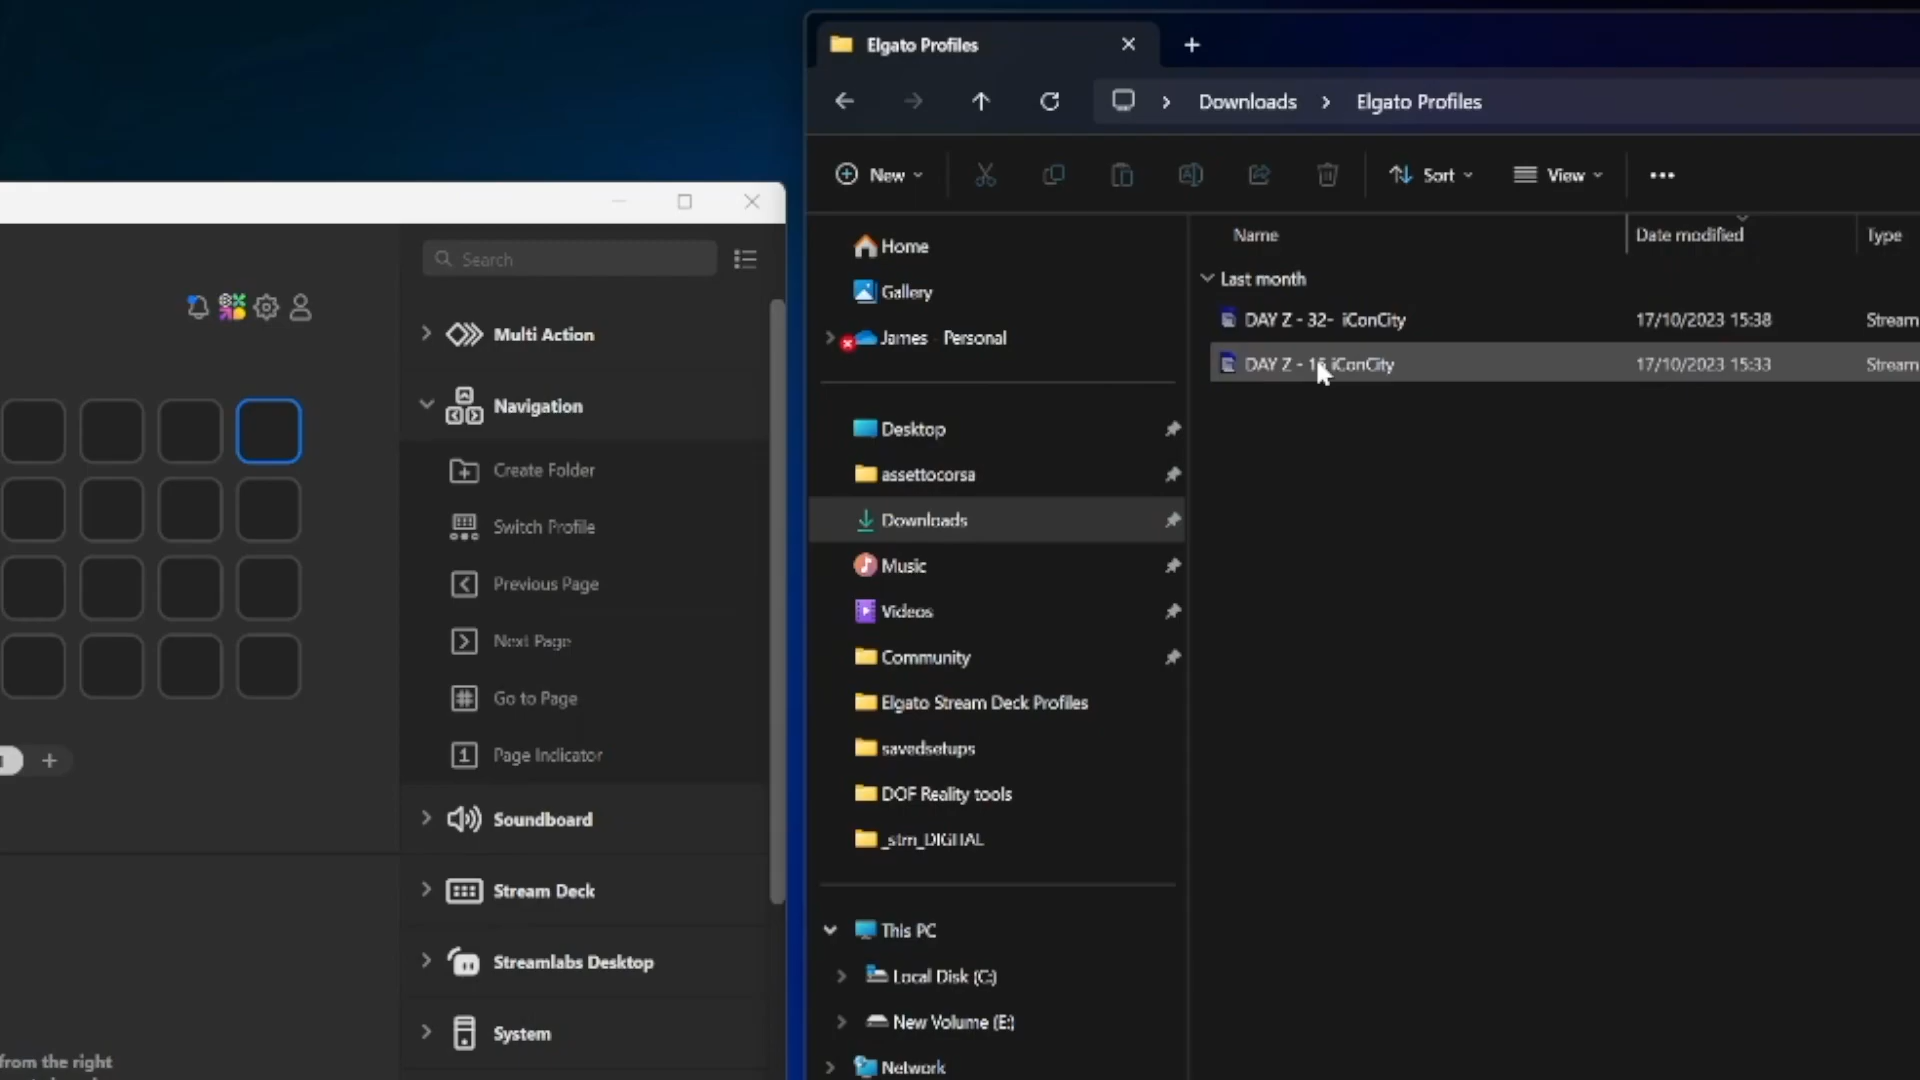 Elgato Profiles
Downloads > Elgato Profiles
New
Sort
View
Search
Multi Action
Navigation
Create Folder
Switch Profile
Previous Page
Next Page
Go to Page
1 Page Indicator
Soundboard
Stream Deck
Streamlabs Desktop
System
from the right
Home
Gallery
James - Personal
Desktop
assettocorsa
Downloads
Music
Videos
Community
Elgato Stream Deck Profiles
savedsetups
DOF Reality tools
_stm_DIGITAL
This PC
Local Disk (C:)
New Volume (E:)
Network
Name Date modified Type
Last month
DAY Z - 32- iConCity 17/10/2023 15:38 Stream
DAY Z - 15 iConCity 17/10/2023 15:33 Stream